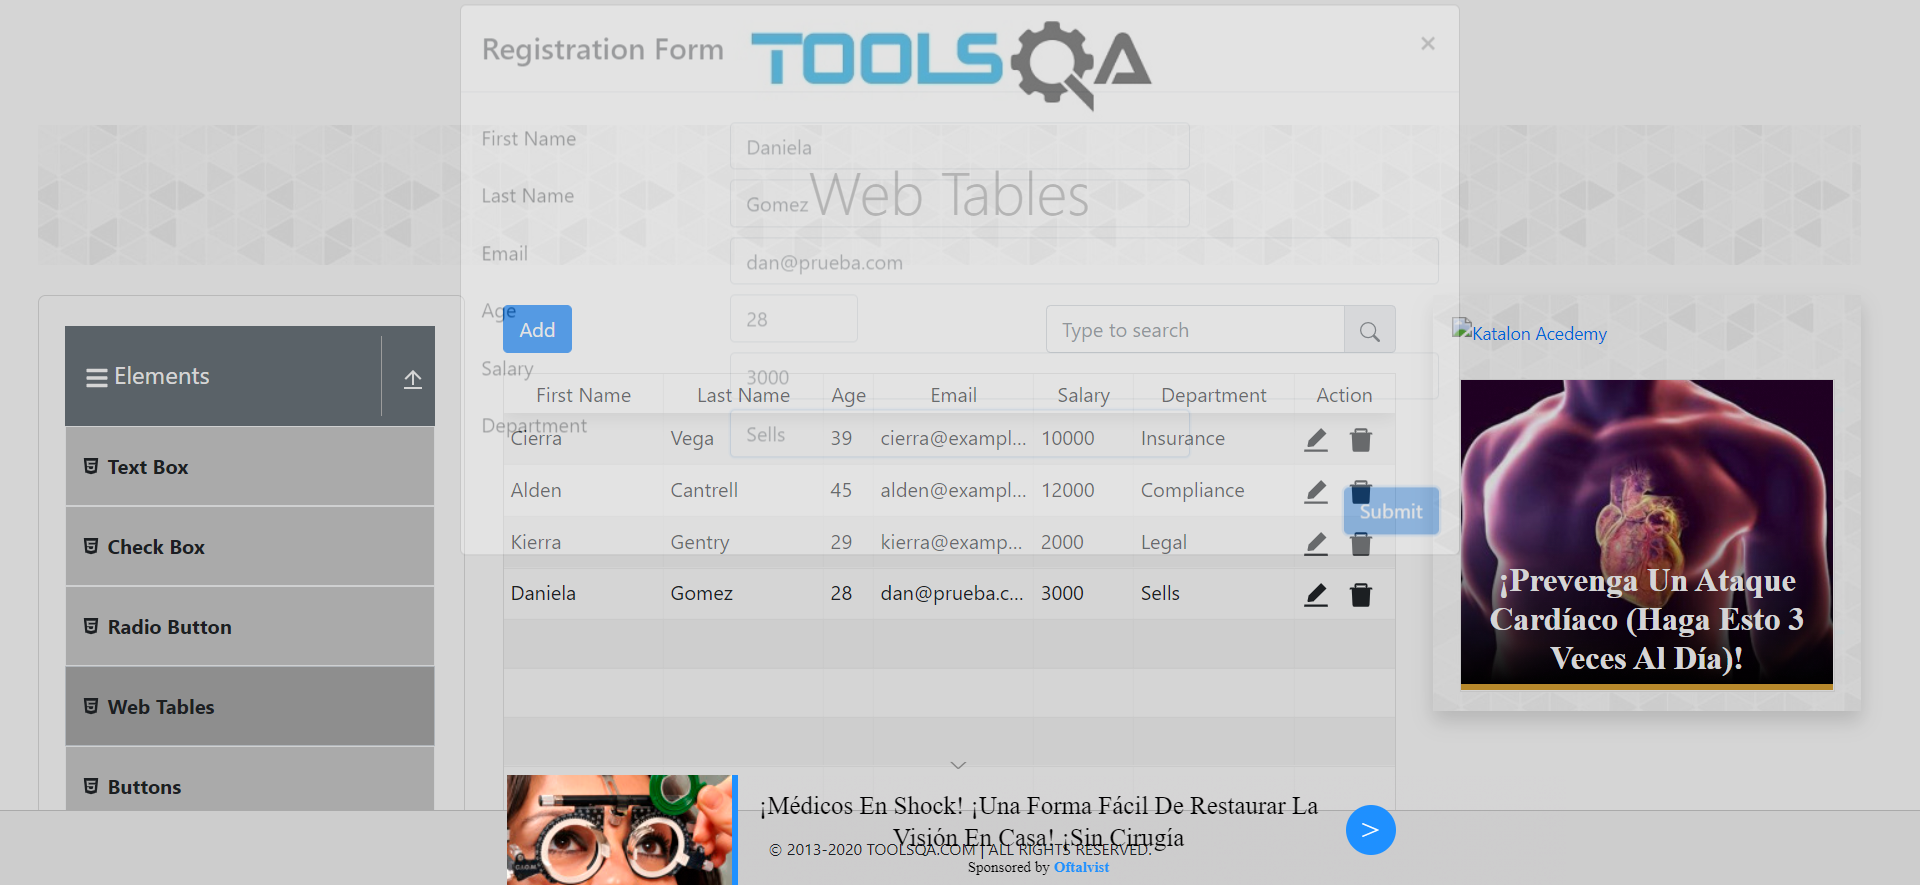 Registration Form
TOOLSQA
×
First Name
Daniela
Last Name
Gomez
Web Tables
Email
dan@prueba.com
Age
28
Salary
3000
Department
Sells
Submit
Elements
Text Box
Check Box
Radio Button
Web Tables
Buttons
Add
Type to search
First Name Last Name Age Email Salary Department Action
Cierra Vega 39 cierra@exampl... 10000 Insurance
Alden Cantrell 45 alden@exampl... 12000 Compliance
Kierra Gentry 29 kierra@examp... 2000 Legal
Daniela Gomez 28 dan@prueba.c... 3000 Sells
Katalon Acedemy
¡Prevenga Un Ataque
Cardíaco (Haga Esto 3
Veces Al Día)!
¡Médicos En Shock! ¡Una Forma Fácil De Restaurar La
Visión En Casa! ¡Sin Cirugía
© 2013-2020 TOOLSQA.COM | ALL RIGHTS RESERVED.
Sponsored by Oftalvist